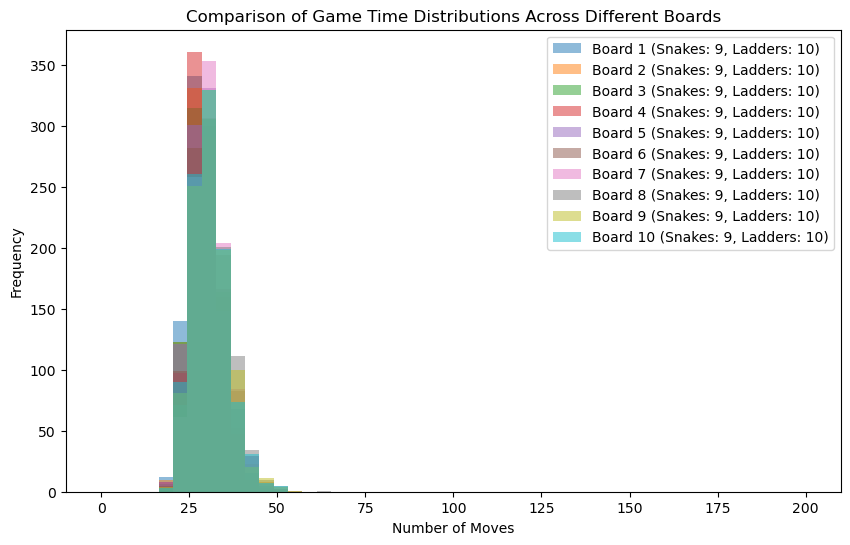 Comparison of Game Time Distributions Across Different Boards
350
300
250
200
150
100
50
0
Frequency
0 25 50 75 100 125 150 175 200
Number of Moves
Board 1 (Snakes: 9, Ladders: 10)
Board 2 (Snakes: 9, Ladders: 10)
Board 3 (Snakes: 9, Ladders: 10)
Board 4 (Snakes: 9, Ladders: 10)
Board 5 (Snakes: 9, Ladders: 10)
Board 6 (Snakes: 9, Ladders: 10)
Board 7 (Snakes: 9, Ladders: 10)
Board 8 (Snakes: 9, Ladders: 10)
Board 9 (Snakes: 9, Ladders: 10)
Board 10 (Snakes: 9, Ladders: 10)